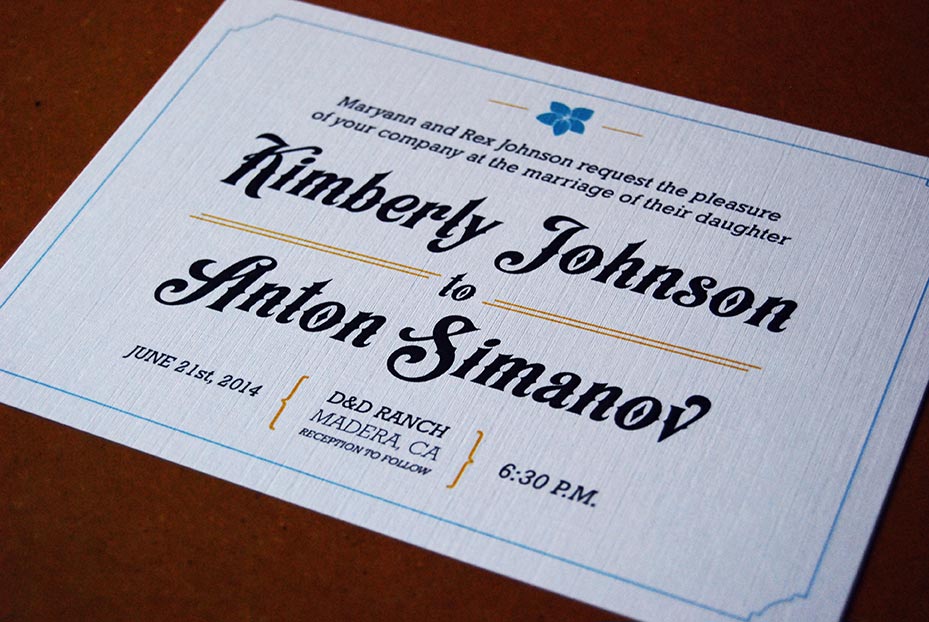 Maryann and Rex Johnson request the pleasure
of your company at the marriage of their daughter
Kimberly Johnson
to
Anton Simanov
JUNE 21st, 2014
D&D RANCH
MADERA, CA
RECEPTION TO FOLLOW
6:30 P.M.